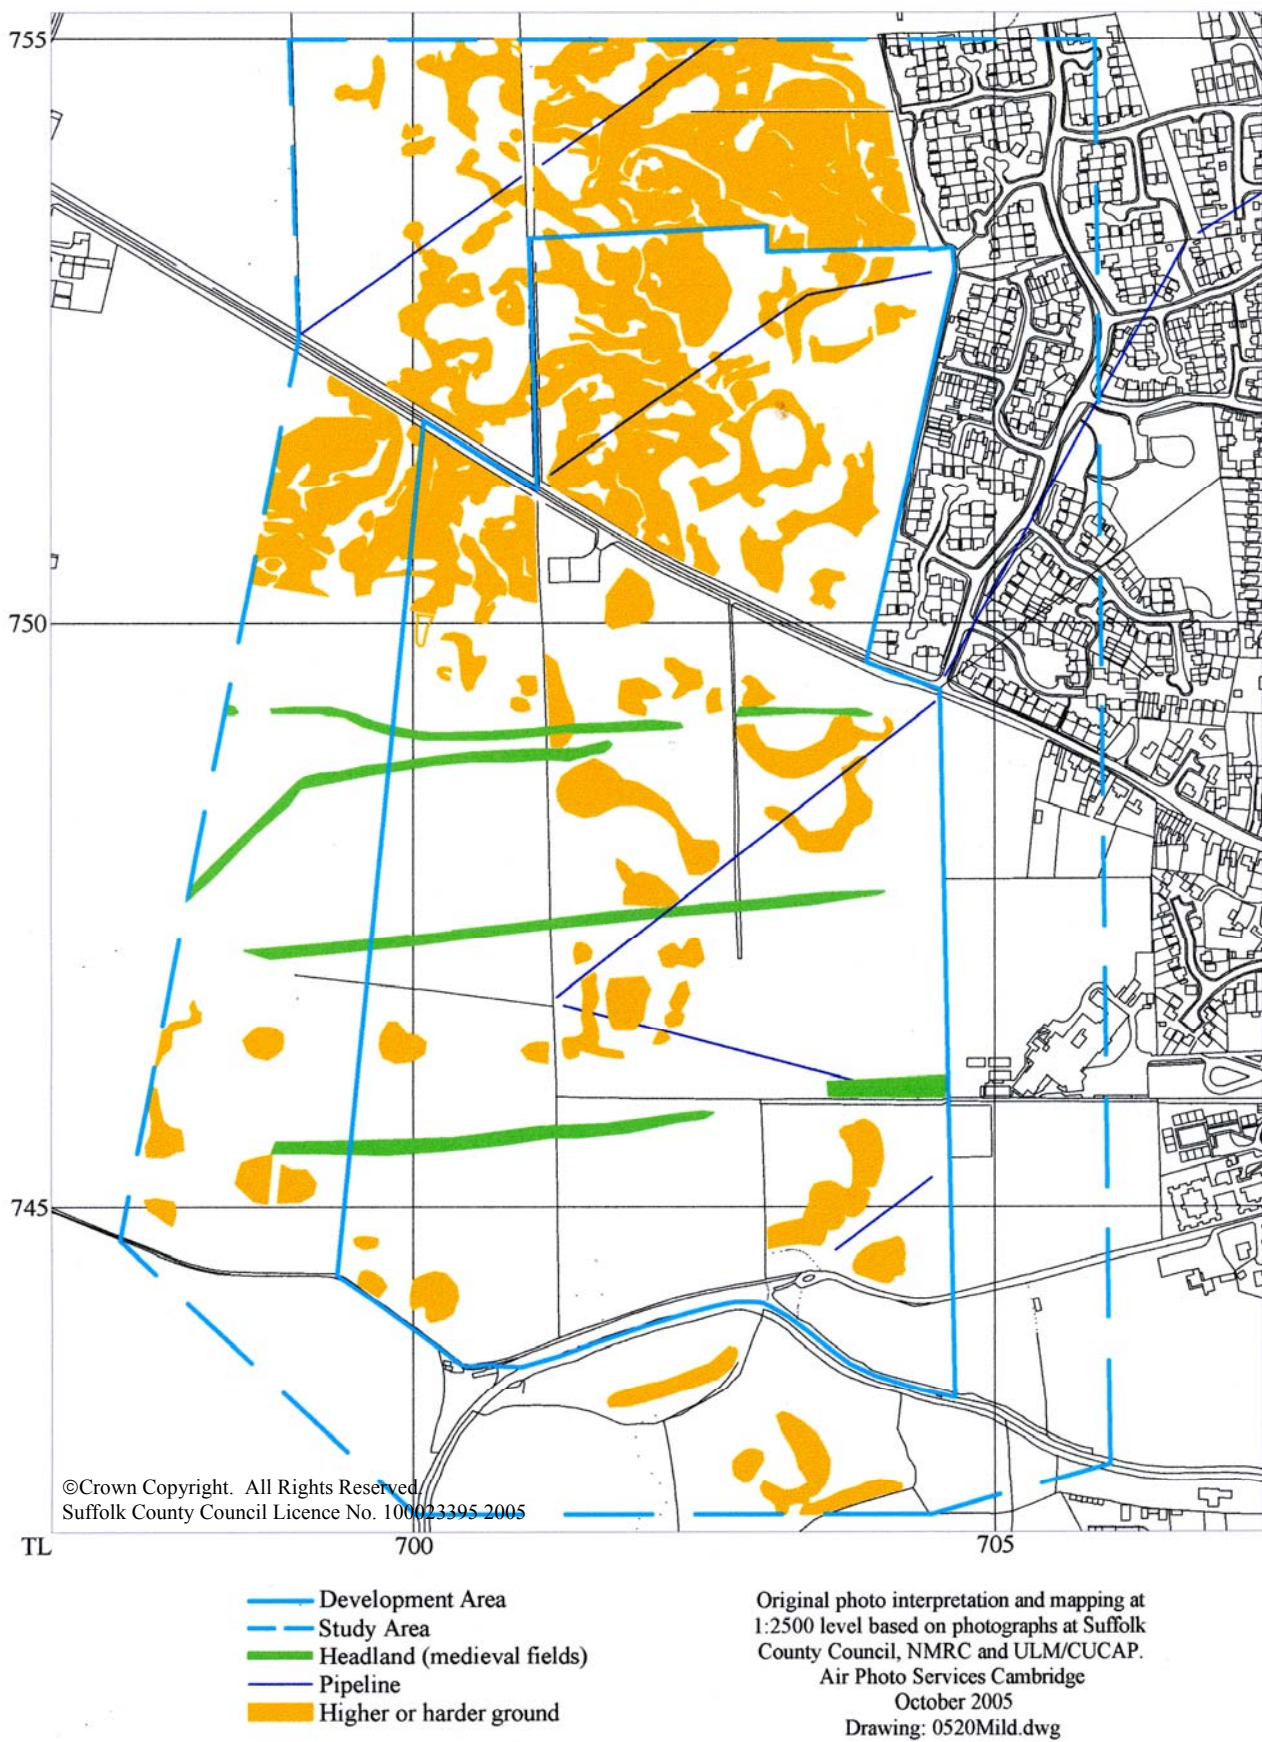 755
750
745
©Crown Copyright. All Rights Reserved
Suffolk County Council Licence No. 100023395 2005
TL 700 705
Development Area
Study Area
Headland (medieval fields)
Pipeline
Higher or harder ground
Original photo interpretation and mapping at
1:2500 level based on photographs at Suffolk
County Council, NMRC and ULM/CUCAP.
Air Photo Services Cambridge
October 2005
Drawing: 0520Mild.dwg